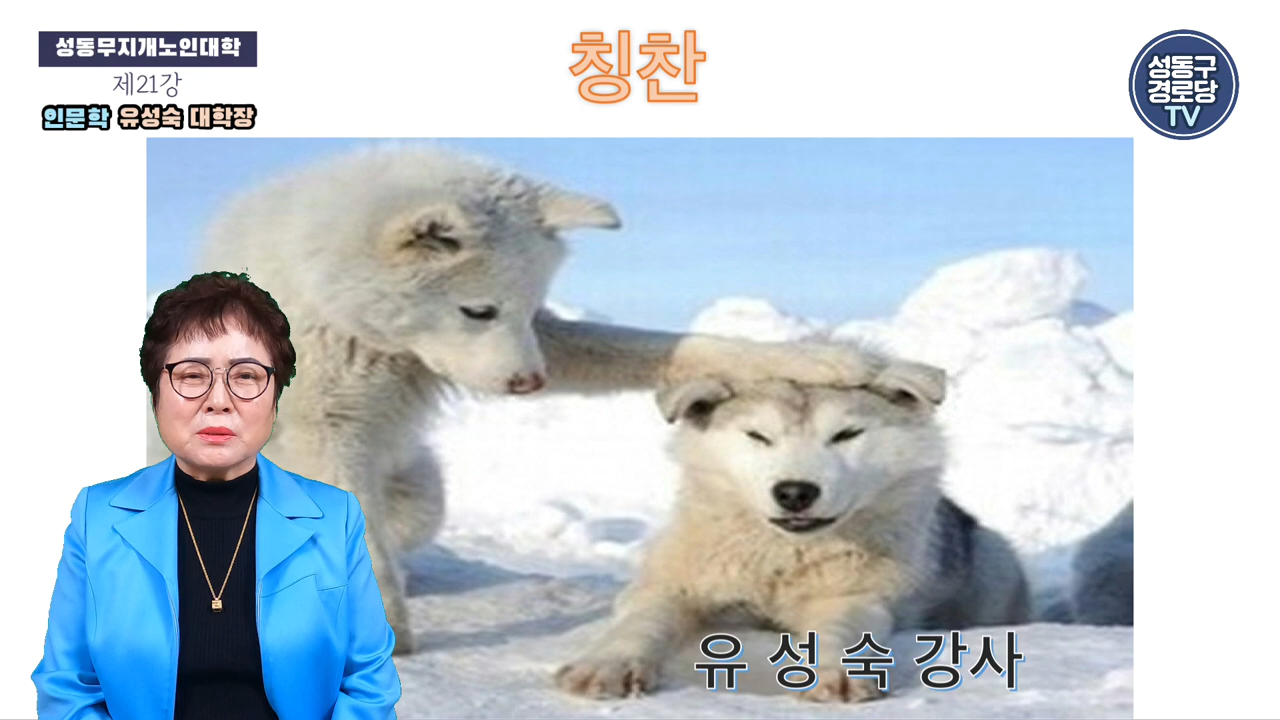 성동무지개노인대학
제21강
인문학 유성숙 대학장
칭찬
성동구
경로당
TV
유 성 숙 강사